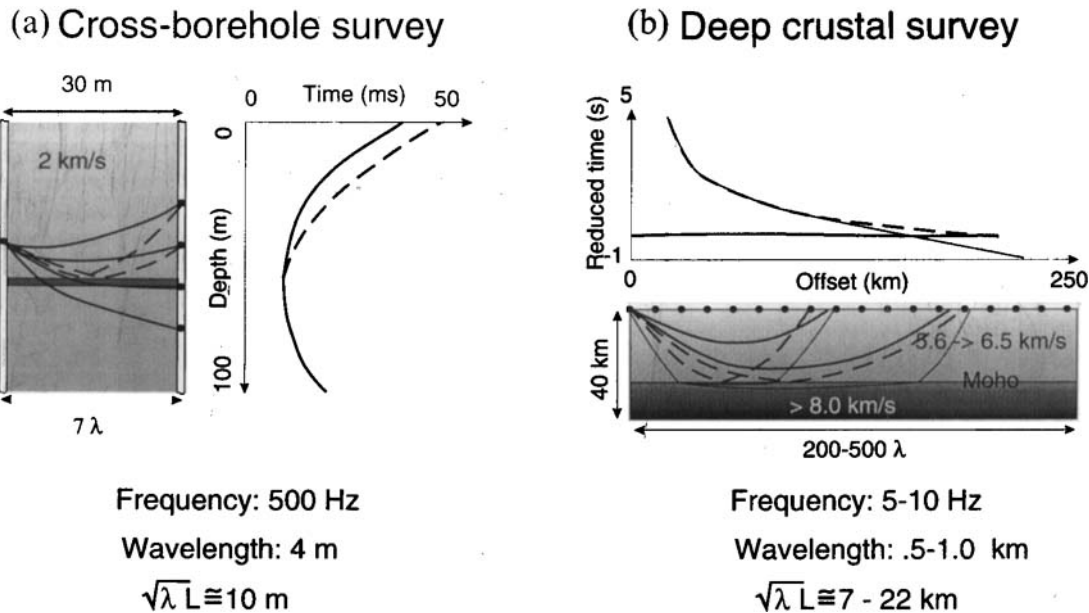 (a) Cross-borehole survey
30 m
0 Time (ms) 50
2 km/s
0
Depth (m)
100
7 λ
Frequency: 500 Hz
Wavelength: 4 m
√λL≅10 m
(b) Deep crustal survey
5
Reduced time (s)
-1
0 Offset (km) 250
40 km
5.6 -> 6.5 km/s
Moho
> 8.0 km/s
200-500 λ
Frequency: 5-10 Hz
Wavelength: .5-1.0 km
√λL≅7 - 22 km